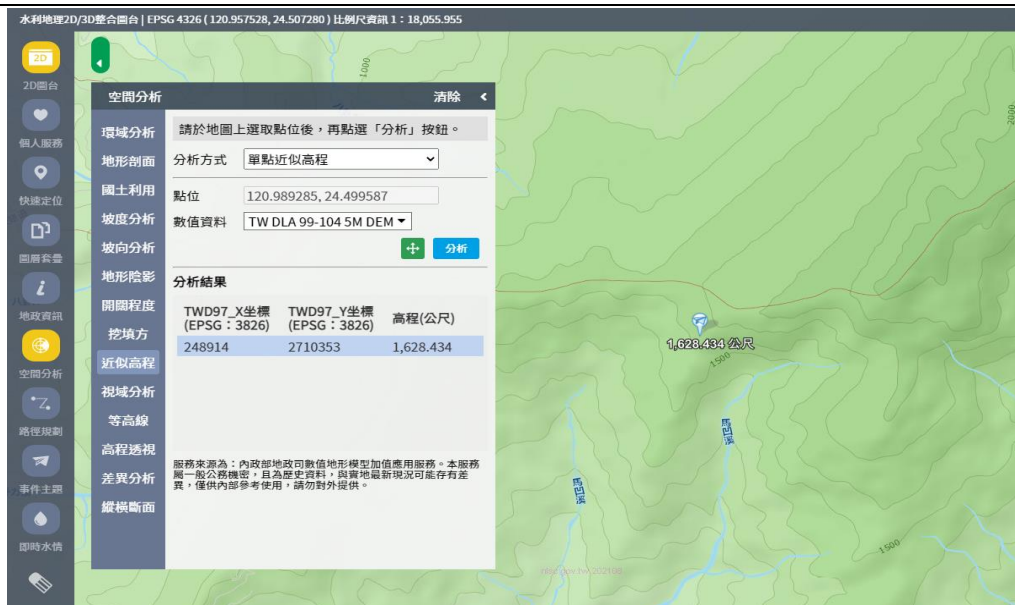 水利地理2D/3D整合圖台 | EPSG 4326 ( 120.957528, 24.507280 ) 比例尺資訊 1：18,055.955
2D
2D圖台
個人服務
快速定位
圖層套疊
地政資訊
空間分析
路徑規劃
事件主題
即時水情
空間分析
清除
環域分析
地形剖面
國土利用
坡度分析
坡向分析
地形陰影
開闊程度
挖填方
近似高程
視域分析
等高線
高程透視
差異分析
縱橫斷面
請於地圖上選取點位後，再點選「分析」按鈕。
分析方式 單點近似高程
點位 120.989285, 24.499587
數值資料 TW DLA 99-104 5M DEM
分析
分析結果
TWD97_X坐標 TWD97_Y坐標 高程(公尺)
(EPSG：3826) (EPSG：3826)
248914 2710353 1,628.434
服務來源為：內政部地政司數值地形模型加值應用服務。本服務
屬一般公務機密，且為歷史資料，與實地最新現況可能存有差
異，僅供內部參考使用，請勿對外提供。
1000
2000
1,628.434 公尺
1500
馬凹溪
馬凹溪
1500